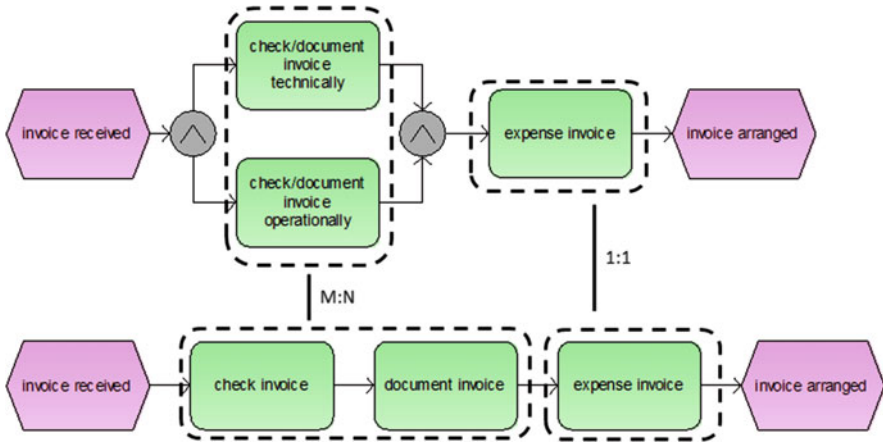 check/document
invoice
technically
invoice received
expense invoice
invoice arranged
check/document
invoice
operationally
M:N
1:1
invoice received
check invoice
document invoice
expense invoice
invoice arranged